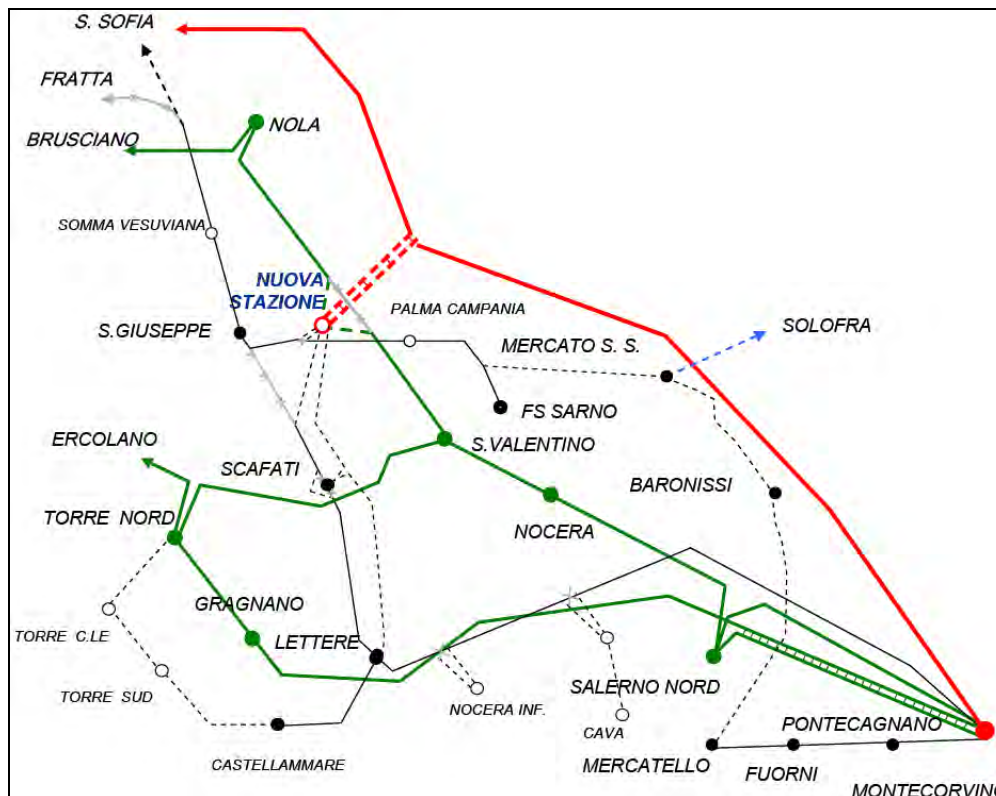 S. SOFIA
FRATTA
NOLA
BRUSCIANO
SOMMA VESUVIANA
NUOVA
STAZIONE
PALMA CAMPANIA
S.GIUSEPPE
MERCATO S. S.
SOLOFRA
FS SARNO
ERCOLANO
S.VALENTINO
SCAFATI
BARONISSI
TORRE NORD
NOCERA
GRAGNANO
TORRE C.LE
LETTERE
TORRE SUD
NOCERA INF.
SALERNO NORD
CAVA
PONTECAGNANO
CASTELLAMMARE
MERCATELLO
FUORNI
MONTECORVINO